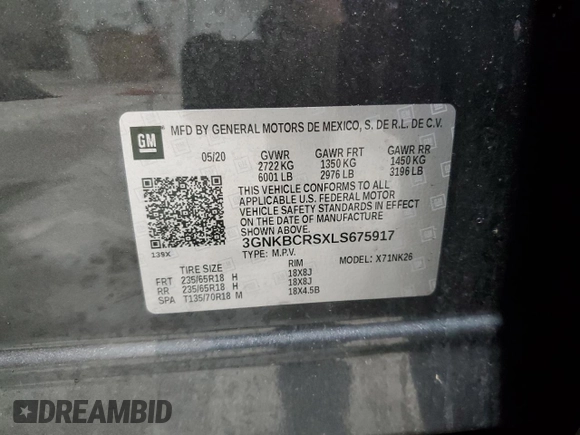 GM
MFD BY GENERAL MOTORS DE MEXICO, S. DE R.L. DE C.V.
05/20 GVWR GAWR FRT GAWR RR
2722 KG 1350 KG 1450 KG
6001 LB 2976 LB 3196 LB
THIS VEHICLE CONFORMS TO ALL
APPLICABLE U.S. FEDERAL MOTOR
VEHICLE SAFETY STANDARDS IN EFFECT
ON THE DATE OF MANUFACTURE
SHOWN ABOVE.
3GNKBCRSXLS675917
139X
TYPE: M.P.V. MODEL: X71NK26
TIRE SIZE RIM
FRT 235/65R18 H 18X8J
RR 235/65R18 H 18X8J
SPA T135/70R18 M 18X4.5B
DREAMBID